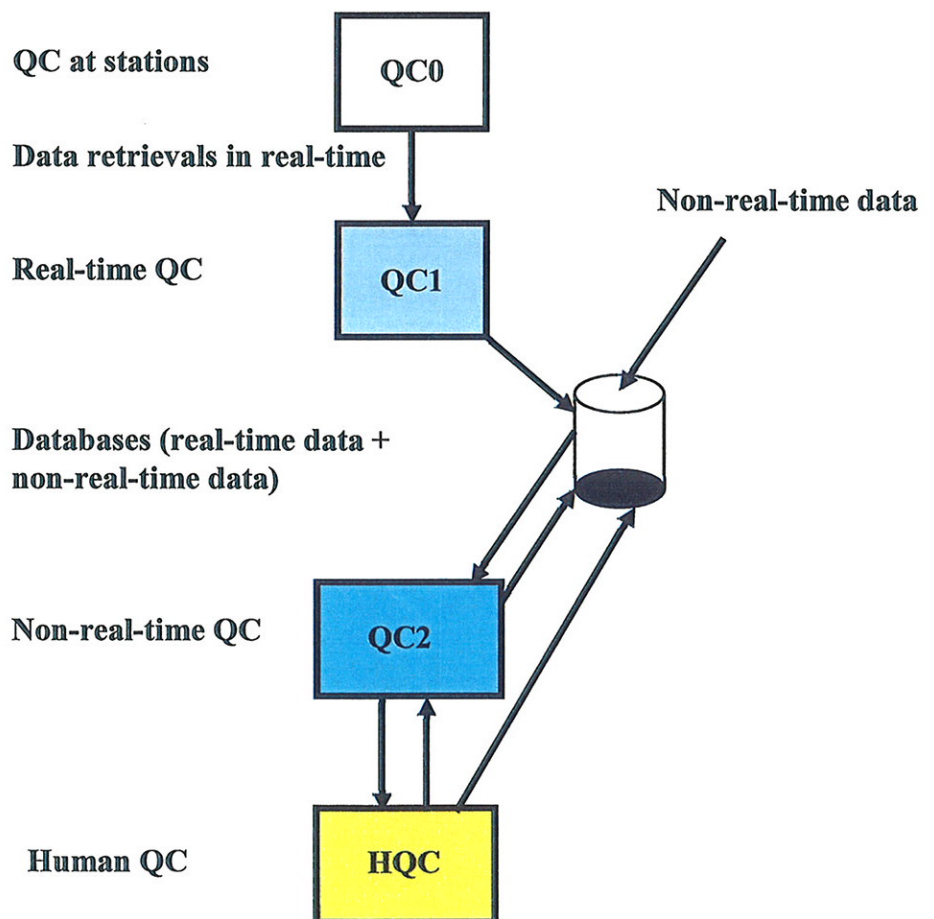 QC at stations
QC0
Data retrievals in real-time
Non-real-time data
Real-time QC
QC1
Databases (real-time data +
non-real-time data)
Non-real-time QC
QC2
Human QC
HQC